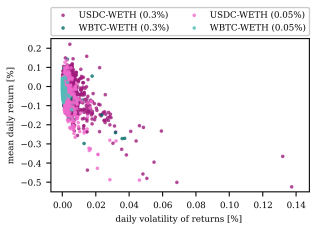 USDC-WETH (0.3%) USDC-WETH (0.05%)
WBTC-WETH (0.3%) WBTC-WETH (0.05%)
mean daily return [%]
0.2
0.1
0.0
−0.1
−0.2
−0.3
−0.4
−0.5
0.00 0.02 0.04 0.06 0.08 0.10 0.12 0.14
daily volatility of returns [%]